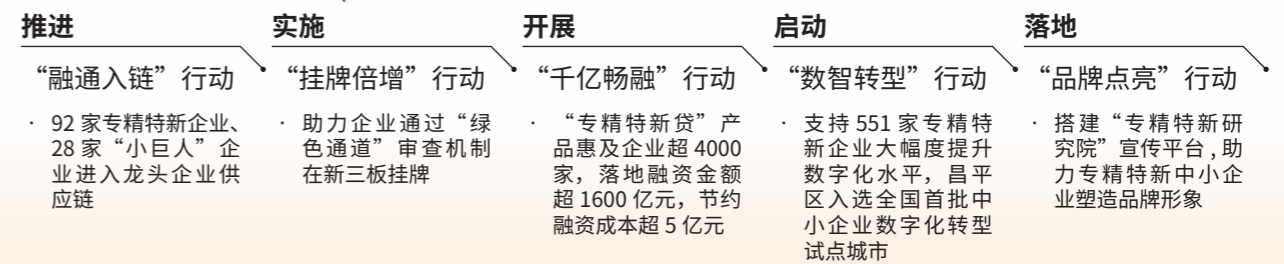 推进
“融通入链”行动
· 92 家专精特新企业、
28 家“小巨人”企
业进入龙头企业供
应链
实施
“挂牌倍增”行动
· 助力企业通过“绿
色通道”审查机制
在新三板挂牌
开展
“千亿畅融”行动
· “专精特新贷”产
品惠及企业超 4000
家，落地融资金额
超 1600 亿元，节约
融资成本超 5 亿元
启动
“数智转型”行动
· 支持 551 家专精特
新企业大幅度提升
数字化水平，昌平
区入选全国首批中
小企业数字化转型
试点城市
落地
“品牌点亮”行动
· 搭建“专精特新研
究院”宣传平台 , 助
力专精特新中小企
业塑造品牌形象